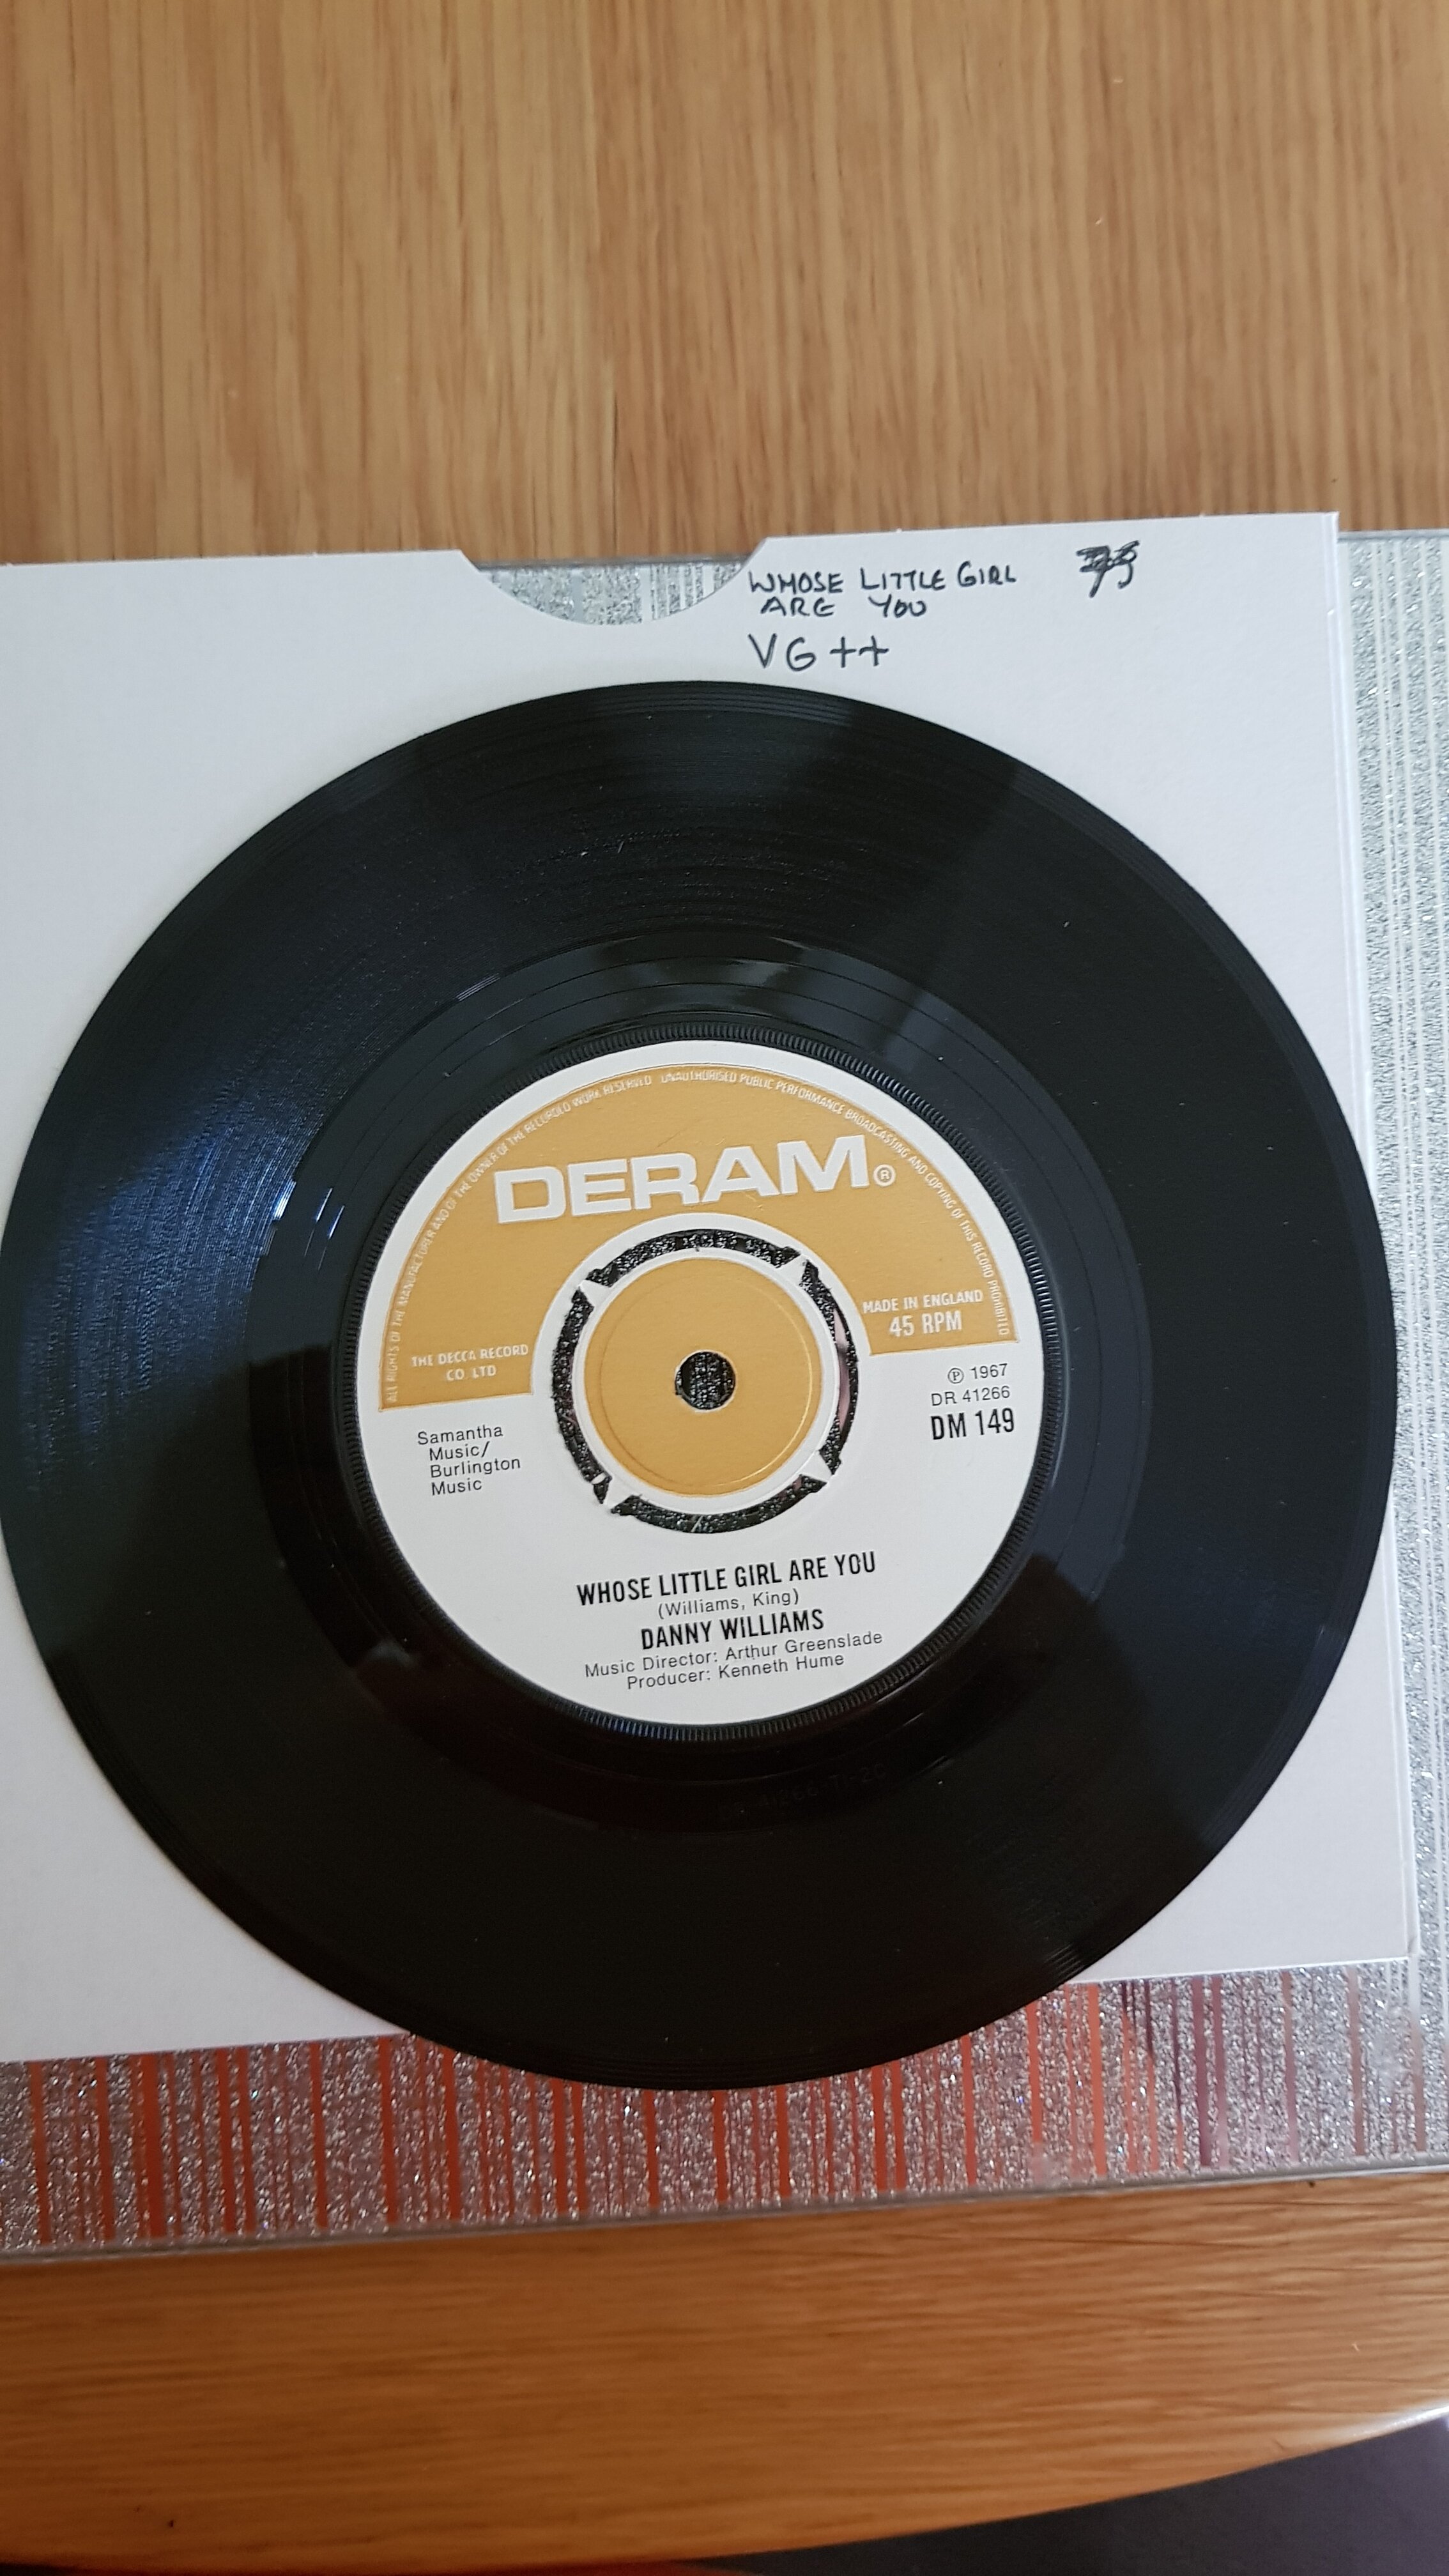 WHOSE LITTLE GIRL
ARE YOU
VG++
ALL RIGHTS OF THE MANUFACTURER AND OF THE OWNER OF THE RECORDED WORK RESERVED UNAUTHORISED PUBLIC PERFORMANCE BROADCASTING AND COPYING OF THIS RECORD PROHIBITED
DERAM®
MADE IN ENGLAND
45 RPM
THE DECCA RECORD
CO LTD
℗ 1967
DR 41266
DM 149
Samantha
Music/
Burlington
Music
WHOSE LITTLE GIRL ARE YOU
(Williams, King)
DANNY WILLIAMS
Music Director: Arthur Greenslade
Producer: Kenneth Hume